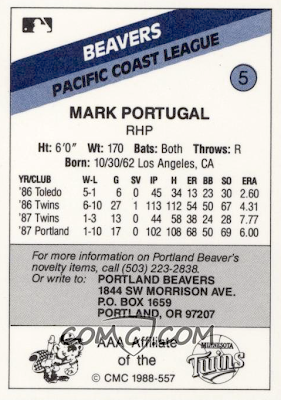 BEAVERS
PACIFIC COAST LEAGUE
5
MARK PORTUGAL
RHP
Ht: 6'0" Wt: 170 Bats: Both Throws: R
Born: 10/30/62 Los Angeles, CA
YR/CLUB W-L G SV IP H R SO BB ERA
'86 Toledo 5-1 6 0 45 34 13 23 30 2.60
'86 Twins 6-10 27 1 113 112 54 50 67 4.31
'87 Twins 1-3 13 0 44 58 38 24 28 7.77
'87 Portland 1-10 17 0 102 108 68 50 69 6.00
For more information on Portland Beaver's
novelty items, call (503) 223-2838.
Or write to: PORTLAND BEAVERS
1844 SW MORRISON AVE.
P.O. BOX 1659
PORTLAND, OR 97207
COMC.COM
AAA Affiliate
of the
MINNESOTA
Twins
© CMC 1988-557